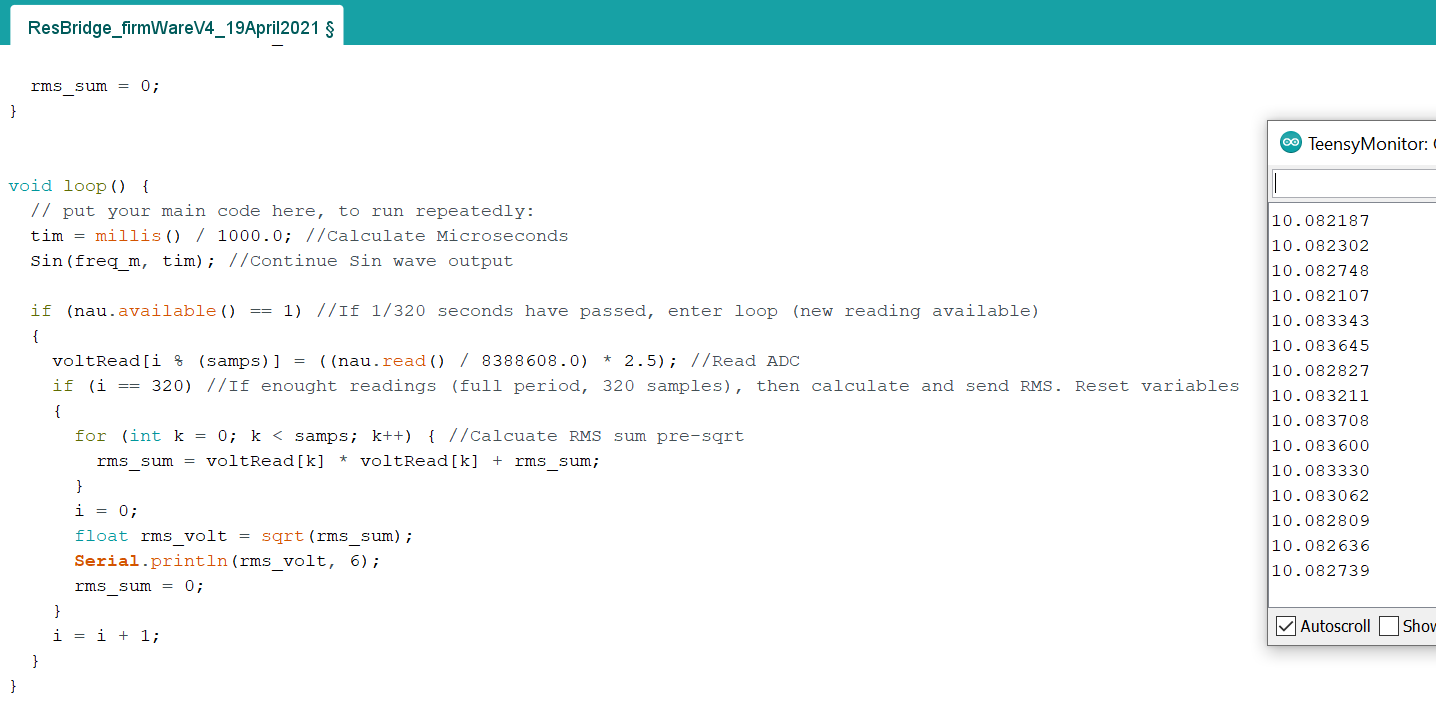 ResBridge_firmWareV4_19April2021 §
rms_sum = 0;
}
void loop() {
// put your main code here, to run repeatedly:
tim = millis() / 1000.0; //Calculate Microseconds
Sin(freq_m, tim); //Continue Sin wave output
if (nau.available() == 1) //If 1/320 seconds have passed, enter loop (new reading available)
{
voltRead[i % (samps)] = ((nau.read() / 8388608.0) * 2.5); //Read ADC
if (i == 320) //If enought readings (full period, 320 samples), then calculate and send RMS. Reset variables
{
for (int k = 0; k < samps; k++) { //Calcuate RMS sum pre-sqrt
rms_sum = voltRead[k] * voltRead[k] + rms_sum;
}
i = 0;
float rms_volt = sqrt(rms_sum);
Serial.println(rms_volt, 6);
rms_sum = 0;
}
i = i + 1;
}
}
TeensyMonitor:
10.082187
10.082302
10.082748
10.082107
10.083343
10.083645
10.082827
10.083211
10.083708
10.083600
10.083330
10.083062
10.082809
10.082636
10.082739
Autoscroll Show